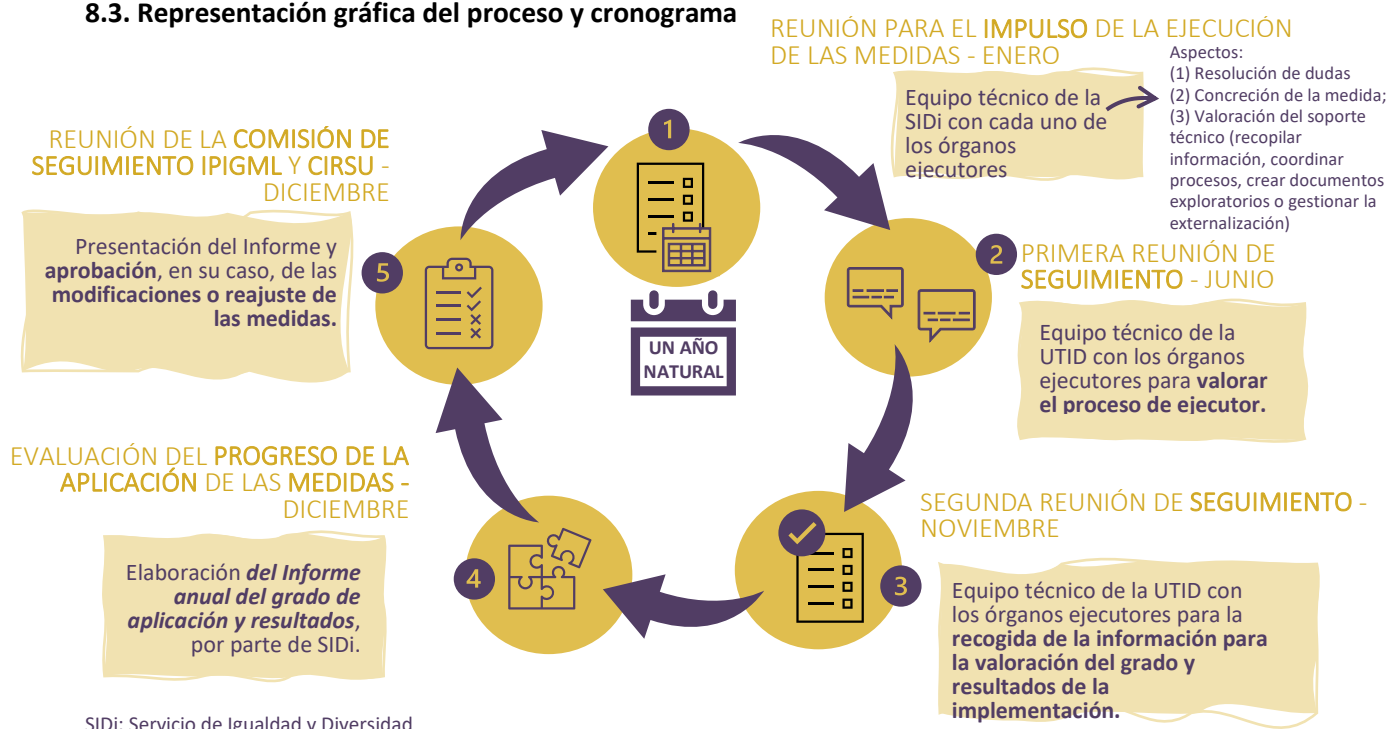 8.3. Representación gráfica del proceso y cronograma
REUNIÓN PARA EL IMPULSO DE LA EJECUCIÓN
DE LAS MEDIDAS - ENERO
Equipo técnico de la
SIDi con cada uno de
los órganos
ejecutores
Aspectos:
(1) Resolución de dudas
(2) Concreción de la medida;
(3) Valoración del soporte
técnico (recopilar
información, coordinar
procesos, crear documentos
exploratorios o gestionar la
externalización)
1
2
PRIMERA REUNIÓN DE
SEGUIMIENTO - JUNIO
Equipo técnico de la
UTID con los órganos
ejecutores para valorar
el proceso de ejecutor.
3
SEGUNDA REUNIÓN DE SEGUIMIENTO -
NOVIEMBRE
Equipo técnico de la UTID con
los órganos ejecutores para la
recogida de la información para
la valoración del grado y
resultados de la
implementación.
4
EVALUACIÓN DEL PROGRESO DE LA
APLICACIÓN DE LAS MEDIDAS -
DICIEMBRE
Elaboración del Informe
anual del grado de
aplicación y resultados,
por parte de SIDi.
5
REUNIÓN DE LA COMISIÓN DE
SEGUIMIENTO IPIGML Y CIRSU -
DICIEMBRE
Presentación del Informe y
aprobación, en su caso, de las
modificaciones o reajuste de
las medidas.
UN AÑO
NATURAL
SIDi: Servicio de Igualdad y Diversidad